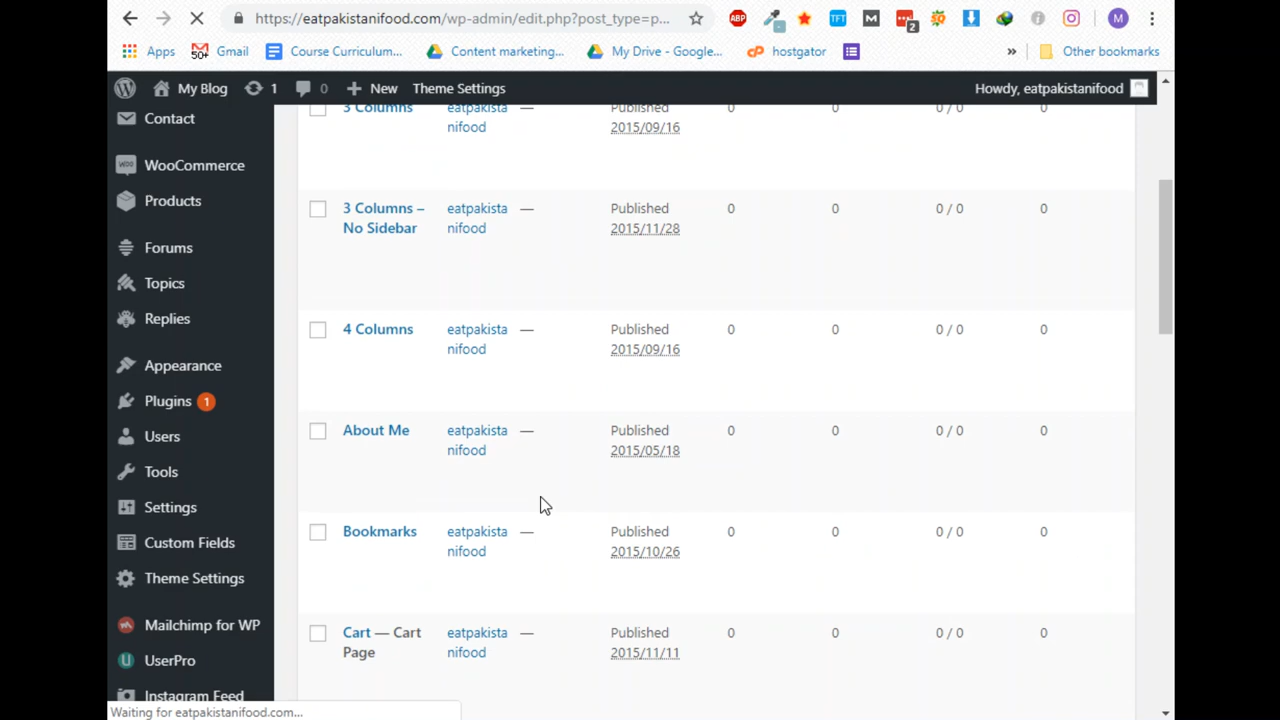 https://eatpakistanifood.com/wp-admin/edit.php?post_type=p...
ABP
TFT
M
2
M
Apps
50+
Gmail
Course Curriculum...
Content marketing...
My Drive - Google...
cP
hostgator
»
Other bookmarks
My Blog
1
0
New
Theme Settings
Howdy, eatpakistanifood
Contact
WooCommerce
Products
Forums
Topics
Replies
Appearance
Plugins 1
Users
Tools
Settings
Custom Fields
Theme Settings
Mailchimp for WP
U UserPro
Instagram Feed
3 Columns eatpakista — Published 0 0 0 / 0 0
nifood 2015/09/16
3 Columns – eatpakista — Published 0 0 0 / 0 0
No Sidebar nifood 2015/11/28
4 Columns eatpakista — Published 0 0 0 / 0 0
nifood 2015/09/16
About Me eatpakista — Published 0 0 0 / 0 0
nifood 2015/05/18
Bookmarks eatpakista — Published 0 0 0 / 0 0
nifood 2015/10/26
Cart — Cart eatpakista — Published 0 0 0 / 0 0
Page nifood 2015/11/11
Waiting for eatpakistanifood.com...